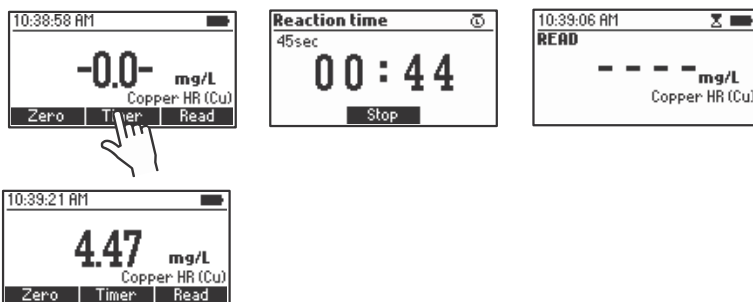 10:38:58 AM
-0.0- mg/L
Copper HR (Cu)
Zero Timer Read
Reaction time
45sec
00:44
Stop
10:39:06 AM
READ
---- mg/L
Copper HR (Cu)
10:39:21 AM
4.47 mg/L
Copper HR (Cu)
Zero Timer Read